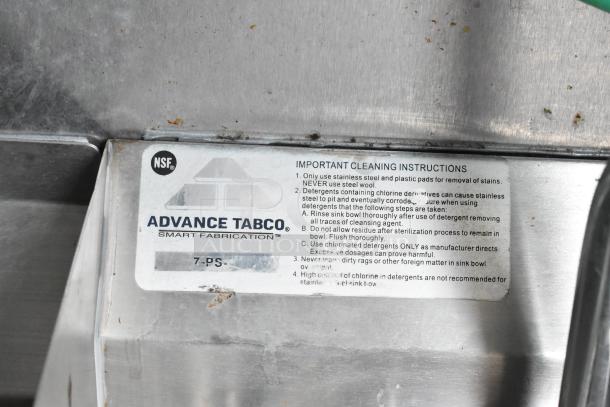 NSF®
ADVANCE TABCO®
SMART FABRICATION™
7-PS-
IMPORTANT CLEANING INSTRUCTIONS
1. Only use stainless steel and plastic pads for removal of stains.
NEVER use steel wool.
2. Detergents containing chlorine can cause stainless
steel to pit and eventually when using
detergents that the following steps are taken:
A. Rinse sink bowl thoroughly after use of detergent removing
all traces of cleansing agent.
B. Do not allow residue after sterilization process to remain in
bowl. Flush thoroughly.
C. Use chlorinated detergents ONLY as manufacturer directs.
Excessive dosages can prove harmful.
3. Never dirty rags or other foreign matter in sink bowl
4. High of chlorine in detergents are not recommended for
sink